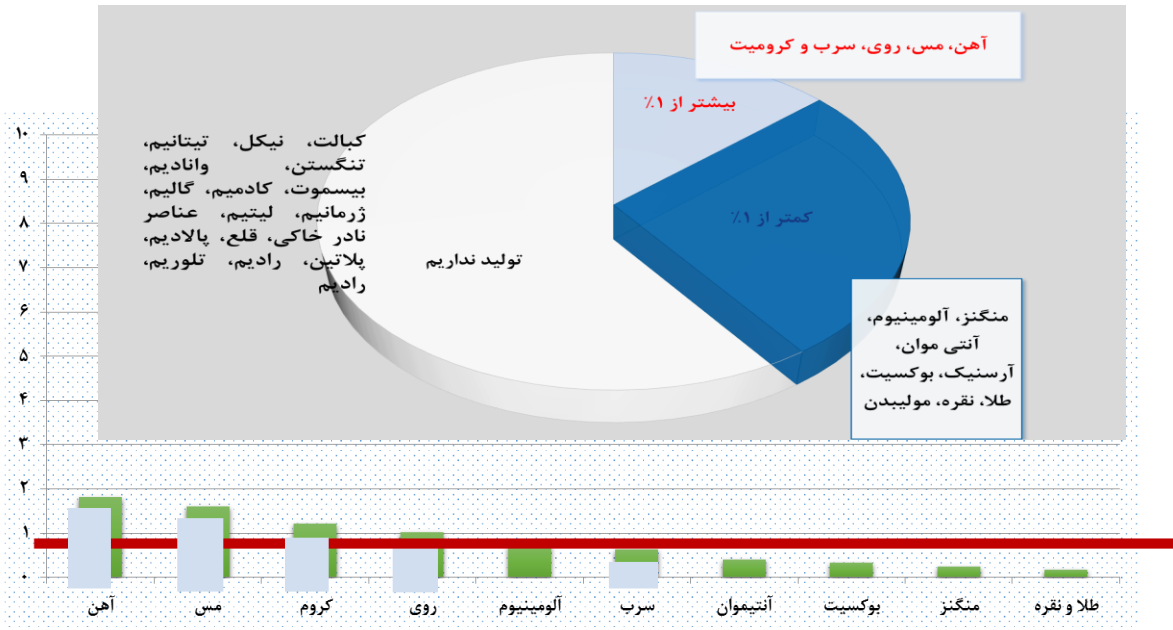 آهن، مس، روی، سرب و کرومیت
بیشتر از ۱٪
کمتر از ۱٪
تولید نداریم
کبالت، نیکل، تیتانیم،
تنگستن، وانادیم،
بیسموت، کادمیم، گالیم،
ژرمانیم، لیتیم، عناصر
نادر خاکی، قلع، پالادیم،
پلاتین، رادیم، تلوریم،
رادیم
منگنز، آلومینیوم،
آنتی موان،
آرسنیک، بوکسیت،
طلا، نقره، مولیبدن
۱۰
۹
۸
۷
۶
۵
۴
۳
۲
۱
۰
آهن
مس
کروم
روی
آلومینیوم
سرب
آنتیموان
بوکسیت
منگنز
طلا و نقره